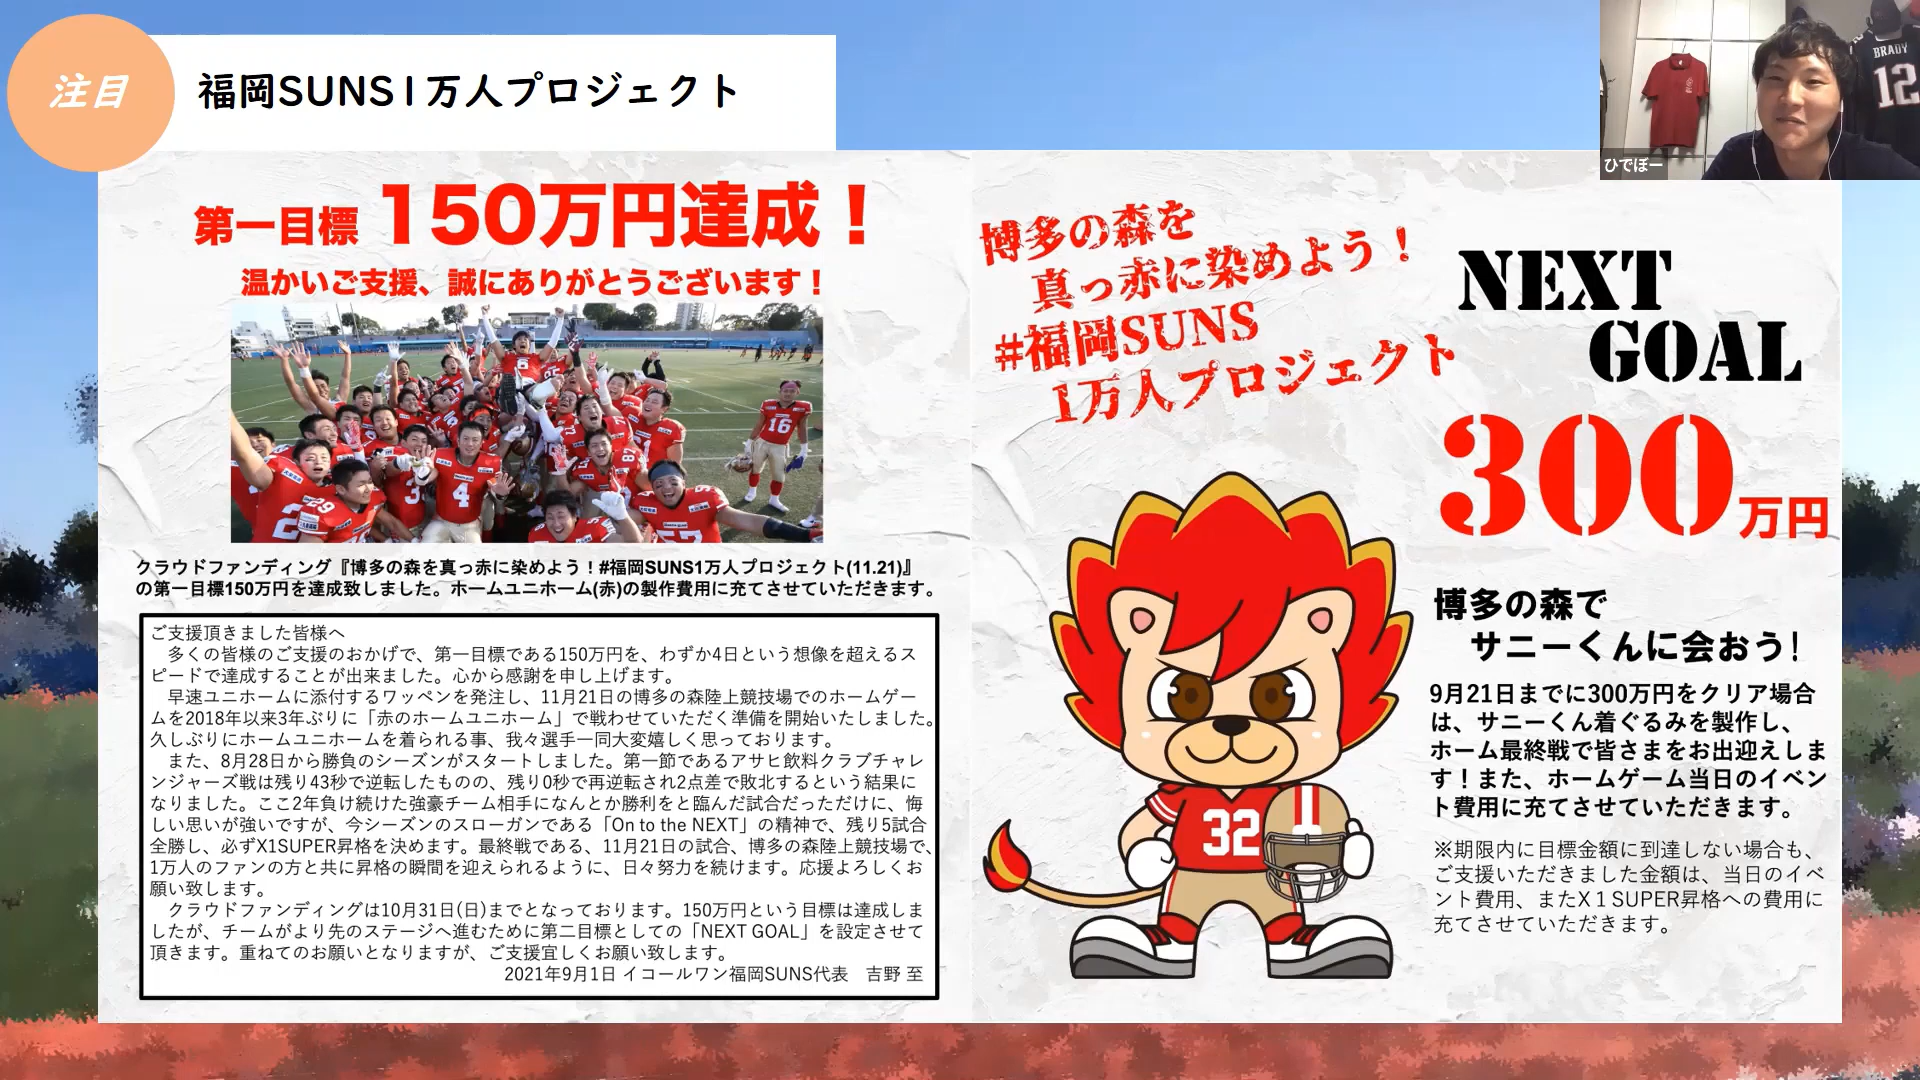 注目
福岡SUNS1万人プロジェクト
BRADY
12
ひでぼー
第一目標 150万円達成！
温かいご支援、誠にありがとうございます！
クラウドファンディング『博多の森を真っ赤に染めよう！#福岡SUNS1万人プロジェクト(11.21)』
の第一目標150万円を達成致しました。ホームユニホーム(赤)の製作費用に充てさせていただきます。
ご支援頂きました皆様へ
多くの皆様のご支援のおかげで、第一目標である150万円を、わずか4日という想像を超えるス
ピードで達成することが出来ました。心から感謝を申し上げます。
早速ユニホームに添付するワッペンを発注し、11月21日の博多の森陸上競技場でのホームゲー
ムを2018年以来3年ぶりに「赤のホームユニホーム」で戦わせていただく準備を開始いたしました。
久しぶりにホームユニホームを着られる事、我々選手一同大変嬉しく思っております。
また、8月28日から勝負のシーズンがスタートしました。第一節であるアサヒ飲料クラブチャレ
ンジャーズ戦は残り43秒で逆転したものの、残り0秒で再逆転され2点差で敗北するという結果に
なりました。ここ2年負け続けた強豪チーム相手になんとか勝利をと臨んだ試合だっただけに、悔
しい思いが強いですが、今シーズンのスローガンである「On to the NEXT」の精神で、残り5試合
全勝し、必ずX1SUPER昇格を決めます。最終戦である、11月21日の試合、博多の森陸上競技場で、
1万人のファンの方と共に昇格の瞬間を迎えられるように、日々努力を続けます。応援よろしくお
願い致します。
クラウドファンディングは10月31日(日)までとなっております。150万円という目標は達成しま
したが、チームがより先のステージへ進むために第二目標としての「NEXT GOAL」を設定させて
頂きます。重ねてのお願いとなりますが、ご支援宜しくお願い致します。
2021年9月1日 イコールワン福岡SUNS代表　吉野 至
博多の森を
真っ赤に染めよう！
#福岡SUNS
1万人プロジェクト
NEXT
GOAL
300万円
博多の森で
サニーくんに会おう！
9月21日までに300万円をクリア場合
は、サニーくん着ぐるみを製作し、
ホーム最終戦で皆さまをお出迎えしま
す！また、ホームゲーム当日のイベン
ト費用に充てさせていただきます。
※期限内に目標金額に到達しない場合も、
ご支援いただきました金額は、当日のイベ
ント費用、またX１SUPER昇格への費用に
充てさせていただきます。
32
16
4
29
87